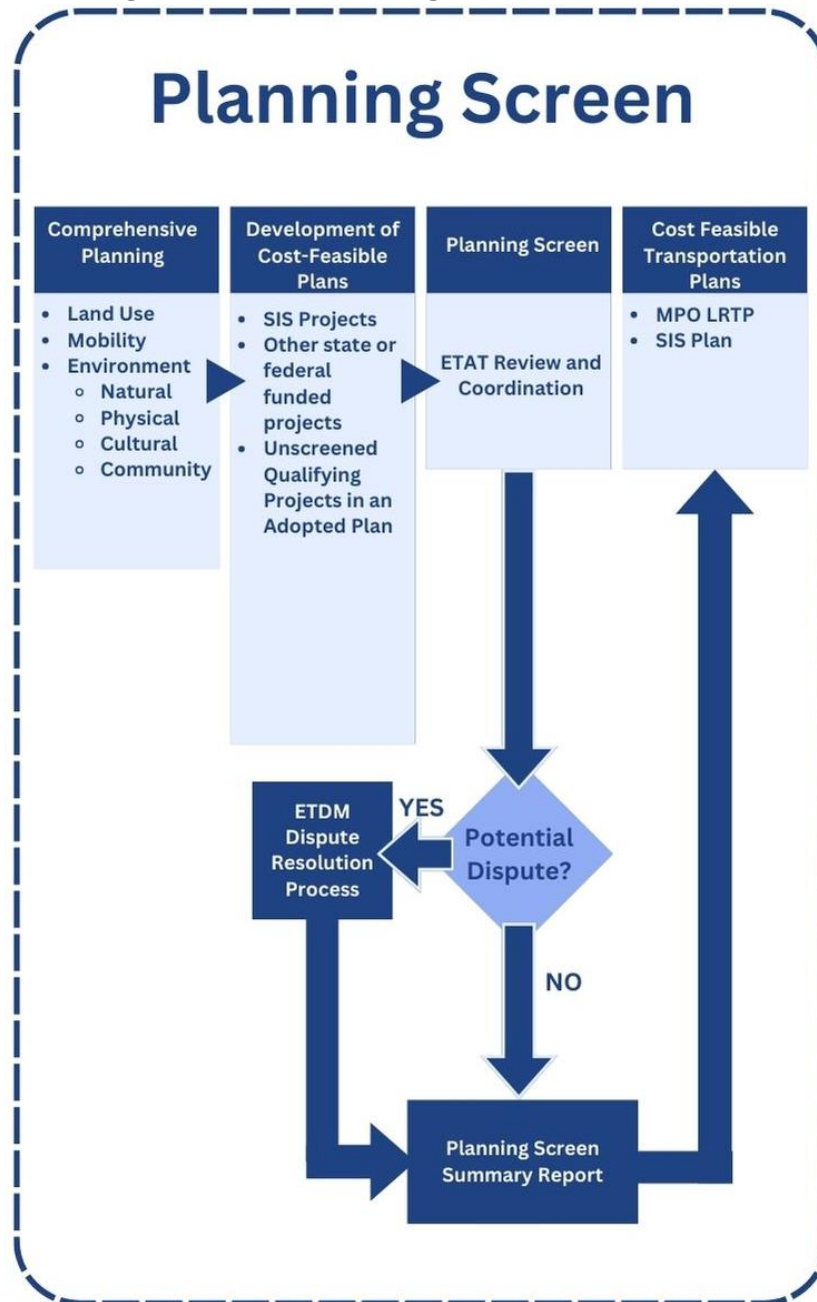 Planning Screen
Comprehensive
Planning
• Land Use
• Mobility
• Environment
○ Natural
○ Physical
○ Cultural
○ Community
Development of
Cost-Feasible
Plans
• SIS Projects
• Other state or
federal
funded
projects
• Unscreened
Qualifying
Projects in an
Adopted Plan
Planning Screen
ETAT Review and
Coordination
Cost Feasible
Transportation
Plans
• MPO LRTP
• SIS Plan
Potential
Dispute?
YES
ETDM
Dispute
Resolution
Process
NO
Planning Screen
Summary Report